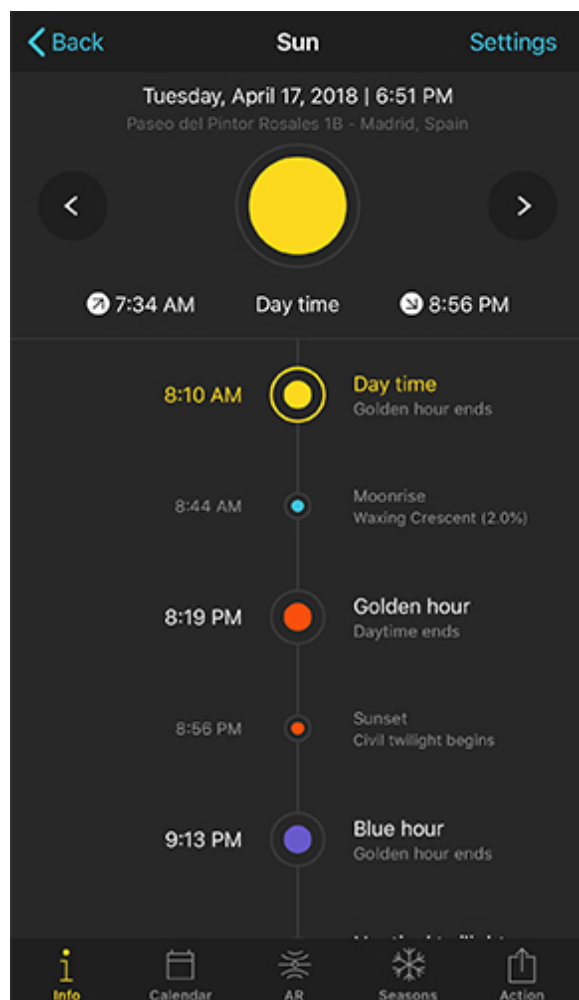 Back Sun Settings
Tuesday, April 17, 2018 | 6:51 PM
Paseo del Pintor Rosales 1B - Madrid, Spain
7:34 AM Day time 8:56 PM
8:10 AM Day time
Golden hour ends
8:44 AM Moonrise
Waxing Crescent (2.0%)
8:19 PM Golden hour
Daytime ends
8:56 PM Sunset
Civil twilight begins
9:13 PM Blue hour
Golden hour ends
Info Calendar AR Seasons Action